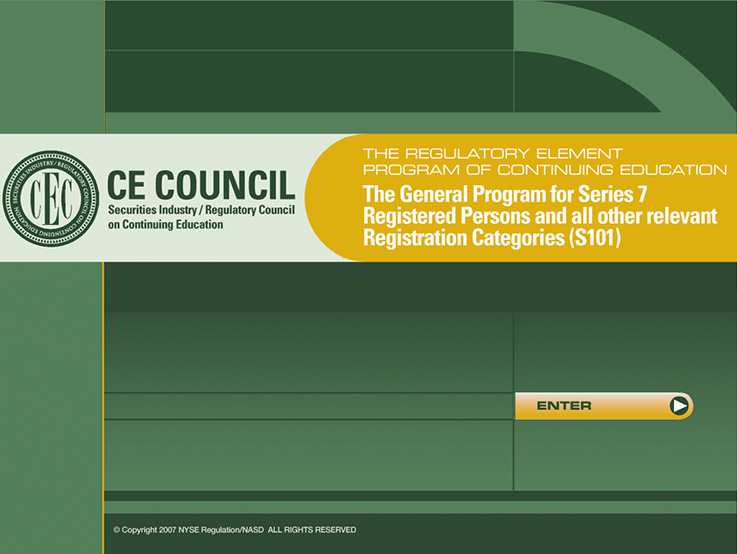 THE REGULATORY ELEMENT
PROGRAM OF CONTINUING EDUCATION
The General Program for Series 7
Registered Persons and all other relevant
Registration Categories (S101)
CEC
SECURITIES INDUSTRY/REGULATORY COUNCIL ON CONTINUING EDUCATION
CE COUNCIL
Securities Industry / Regulatory Council
on Continuing Education
ENTER
© Copyright 2007 NYSE Regulation/NASD ALL RIGHTS RESERVED